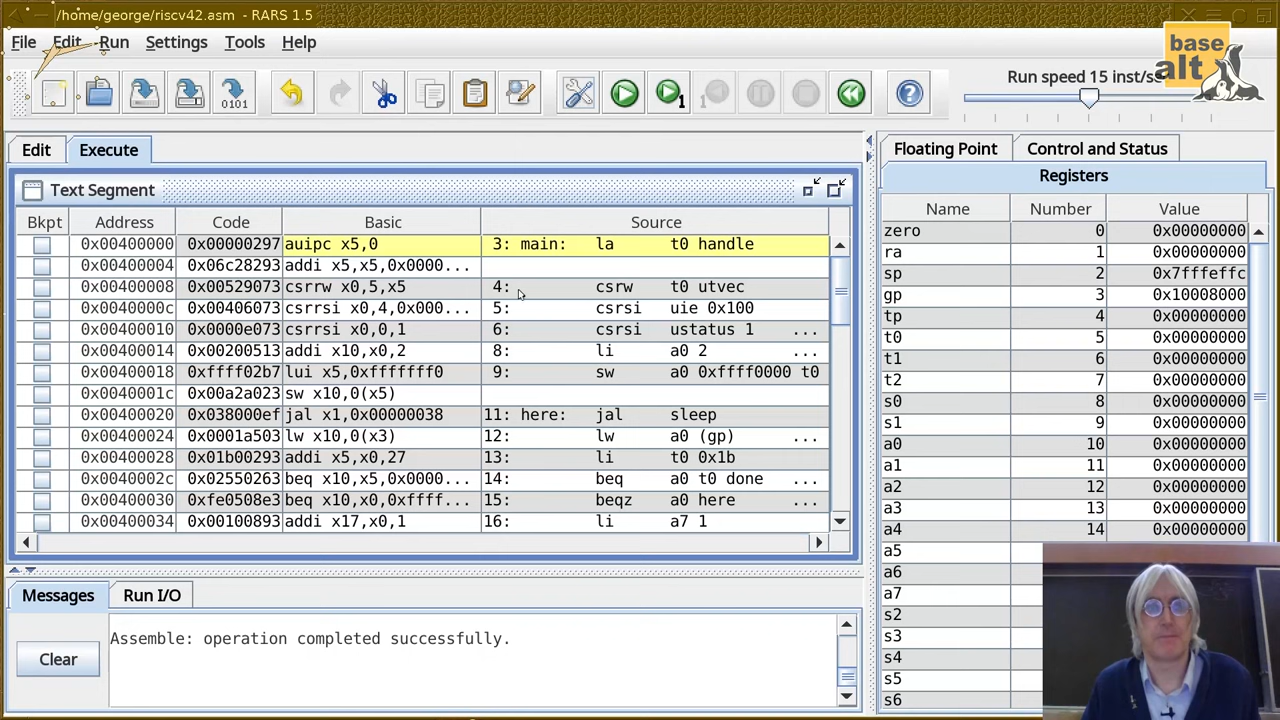 /home/george/riscv42.asm - RARS 1.5
File Edit Run Settings Tools Help
base
alt
Run speed 15 inst/se
0101
1
?
Edit Execute
Floating Point Control and Status
Registers
Text Segment
Bkpt Address Code Basic Source
0x00400000 0x00000297 auipc x5,0 3: main: la t0 handle
0x00400004 0x06c28293 addi x5,x5,0x0000...
0x00400008 0x00529073 csrrw x0,5,x5 4: csrw t0 utvec
0x0040000c 0x00406073 csrrsi x0,4,0x000... 5: csrsi uie 0x100
0x00400010 0x0000e073 csrrsi x0,0,1 6: csrsi ustatus 1 ...
0x00400014 0x00200513 addi x10,x0,2 8: li a0 2 ...
0x00400018 0xffff02b7 lui x5,0xfffffff0 9: sw a0 0xffff0000 t0
0x0040001c 0x00a2a023 sw x10,0(x5)
0x00400020 0x038000ef jal x1,0x00000038 11: here: jal sleep
0x00400024 0x0001a503 lw x10,0(x3) 12: lw a0 (gp) ...
0x00400028 0x01b00293 addi x5,x0,27 13: li t0 0x1b
0x0040002c 0x02550263 beq x10,x5,0x0000... 14: beq a0 t0 done ...
0x00400030 0xfe0508e3 beq x10,x0,0xffff... 15: beqz a0 here ...
0x00400034 0x00100893 addi x17,x0,1 16: li a7 1
Name Number Value
zero 0 0x00000000
ra 1 0x00000000
sp 2 0x7fffeffc
gp 3 0x10008000
tp 4 0x00000000
t0 5 0x00000000
t1 6 0x00000000
t2 7 0x00000000
s0 8 0x00000000
s1 9 0x00000000
a0 10 0x00000000
a1 11 0x00000000
a2 12 0x00000000
a3 13 0x00000000
a4 14 0x00000000
a5
a6
a7
s2
s3
s4
s5
s6
Messages Run I/O
Assemble: operation completed successfully.
Clear